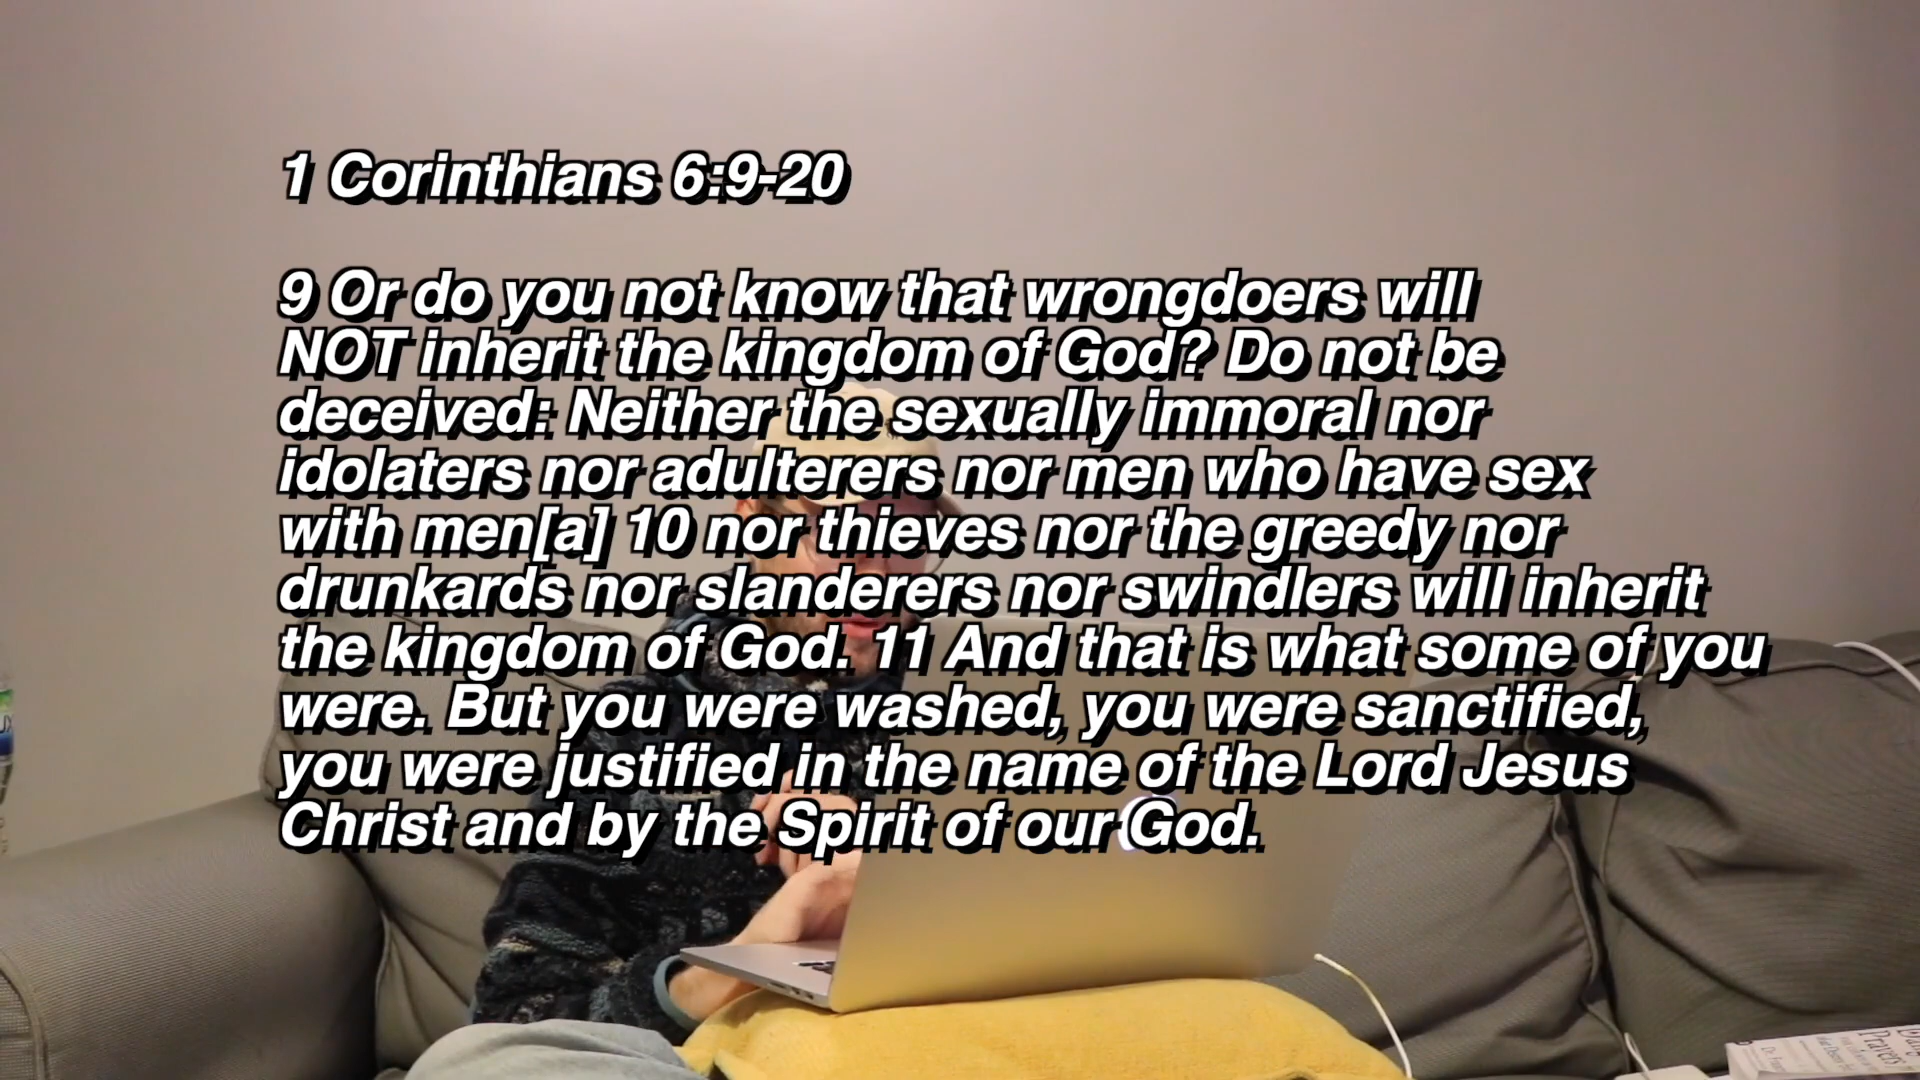 1 Corinthians 6:9-20
9 Or do you not know that wrongdoers will
NOT inherit the kingdom of God? Do not be
deceived: Neither the sexually immoral nor
idolaters nor adulterers nor men who have sex
with men[a] 10 nor thieves nor the greedy nor
drunkards nor slanderers nor swindlers will inherit
the kingdom of God. 11 And that is what some of you
were. But you were washed, you were sanctified,
you were justified in the name of the Lord Jesus
Christ and by the Spirit of our God.
Prayers